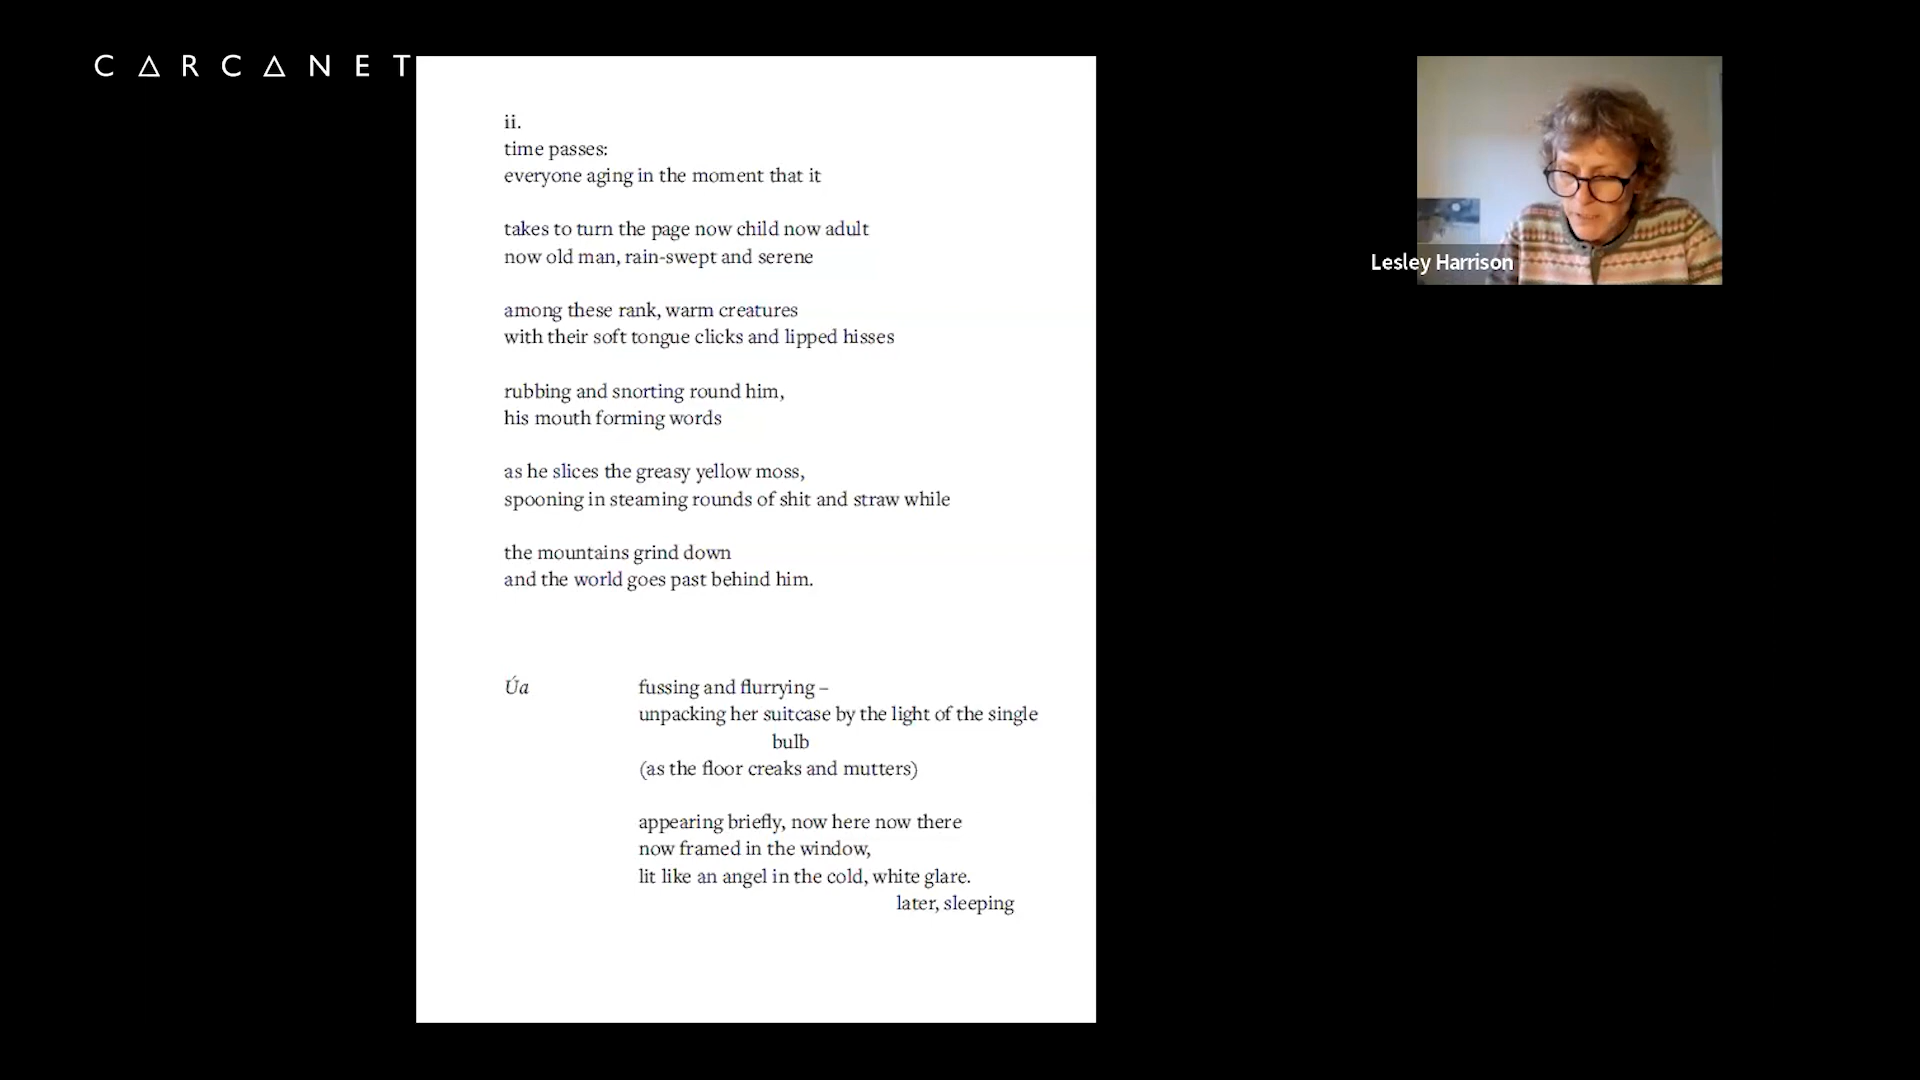 CARCANET
ii.
time passes:
everyone aging in the moment that it
takes to turn the page now child now adult
now old man, rain-swept and serene
among these rank, warm creatures
with their soft tongue clicks and lipped hisses
rubbing and snorting round him,
his mouth forming words
as he slices the greasy yellow moss,
spooning in steaming rounds of shit and straw while
the mountains grind down
and the world goes past behind him.
Úa
fussing and flurrying –
unpacking her suitcase by the light of the single
bulb
(as the floor creaks and mutters)
appearing briefly, now here now there
now framed in the window,
lit like an angel in the cold, white glare.
later, sleeping
Lesley Harrison